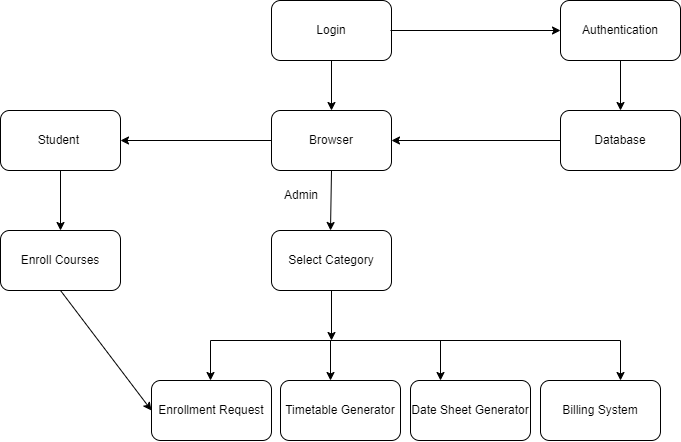 Login
Authentication
Student
Browser
Database
Admin
Enroll Courses
Select Category
Enrollment Request
Timetable Generator
Date Sheet Generator
Billing System